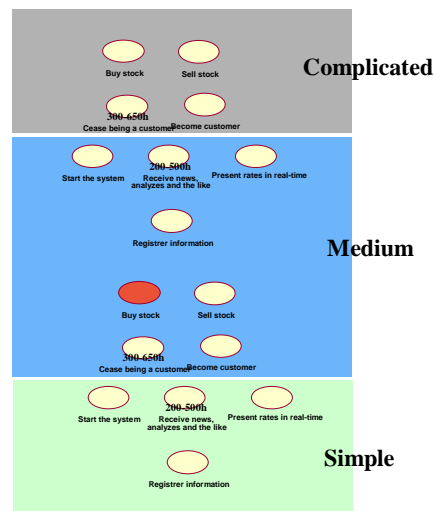 Complicated
Buy stock
Sell stock
300-650h
Cease being a customer
Become customer
200-500h
Start the system
Receive news,
analyzes and the like
Present rates in real-time
Registrer information
Medium
Buy stock
Sell stock
300-650h
Cease being a customer
Become customer
200-500h
Start the system
Receive news,
analyzes and the like
Present rates in real-time
Simple
Registrer information